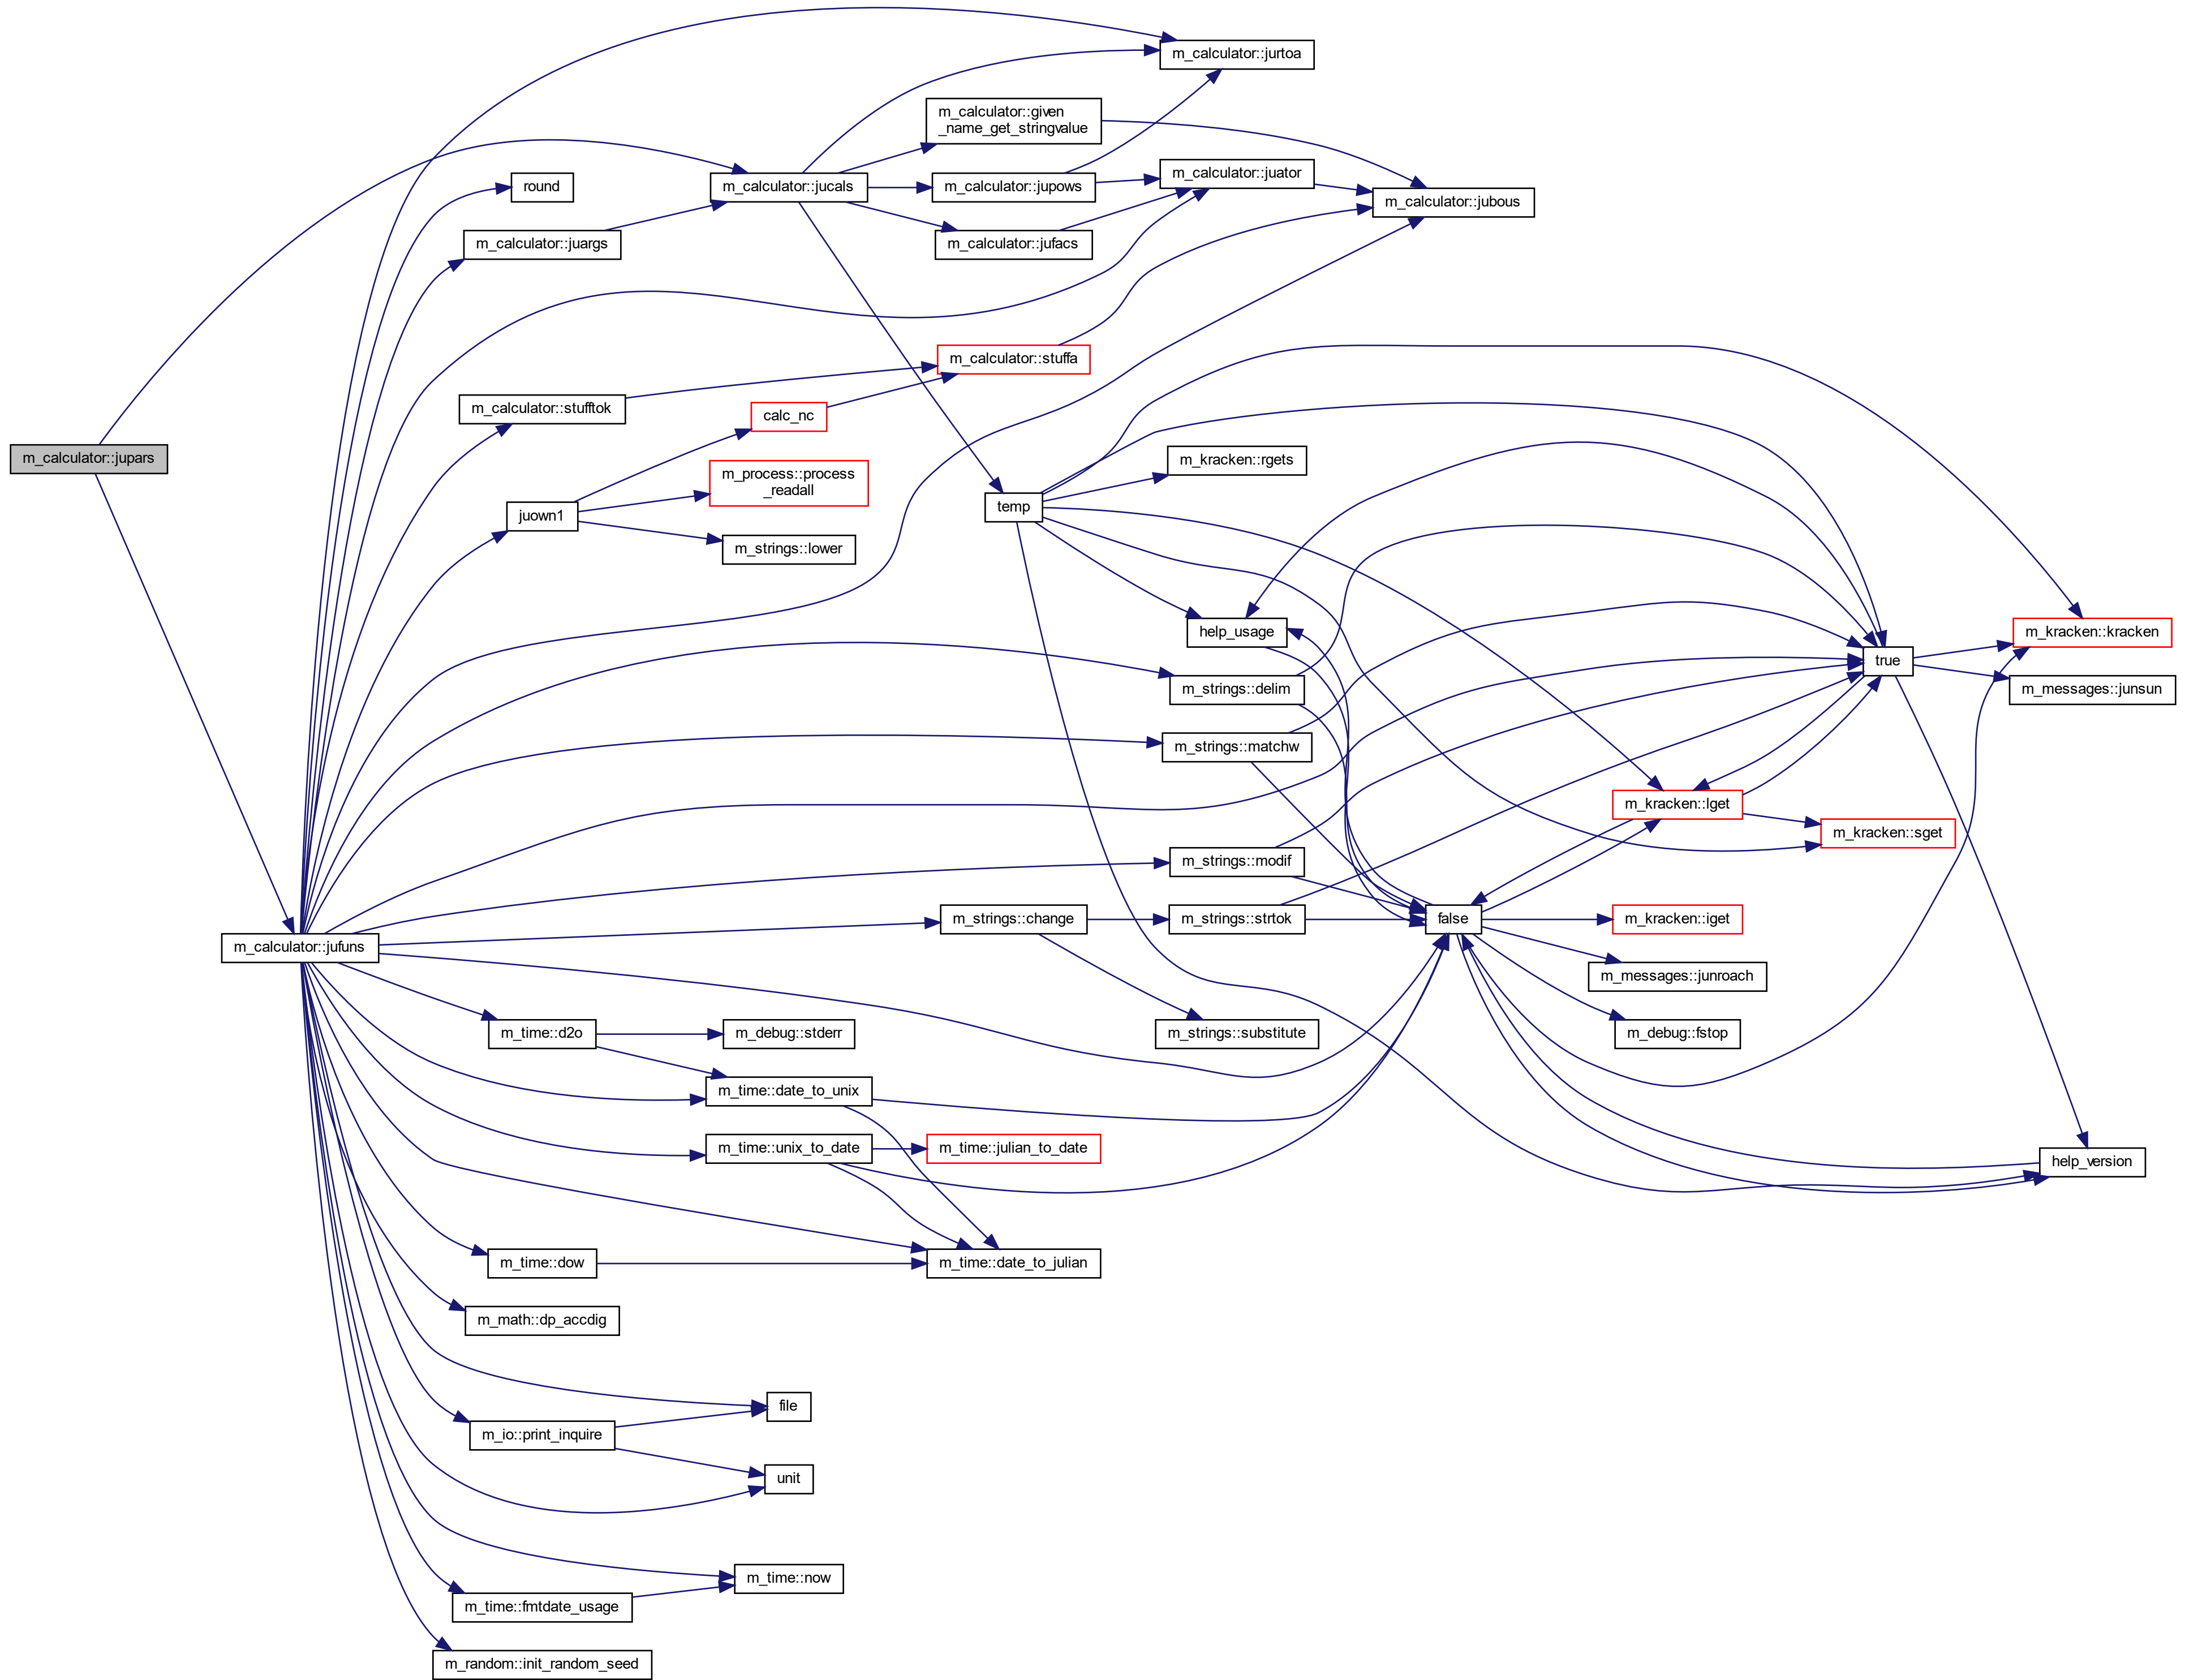 m_calculator::jupars
m_calculator::jufuns
round
m_calculator::juargs
m_calculator::stufftok
juown1
m_time::d2o
m_time::dow
m_math::dp_accdig
m_io::print_inquire
m_time::fmtdate_usage
m_random::init_random_seed
m_calculator::jucals
calc_nc
m_process::process
_readall
m_strings::lower
m_debug::stderr
m_time::date_to_unix
m_time::unix_to_date
file
unit
m_time::now
m_calculator::given
_name_get_stringvalue
m_calculator::jupows
m_calculator::jufacs
m_calculator::stuffa
temp
m_strings::change
m_time::julian_to_date
m_time::date_to_julian
m_calculator::jurtoa
m_calculator::juator
m_kracken::rgets
help_usage
m_strings::delim
m_strings::matchw
m_strings::modif
m_strings::strtok
m_strings::substitute
m_calculator::jubous
false
m_kracken::lget
m_kracken::iget
m_messages::junroach
m_debug::fstop
true
m_kracken::sget
m_kracken::kracken
m_messages::junsun
help_version